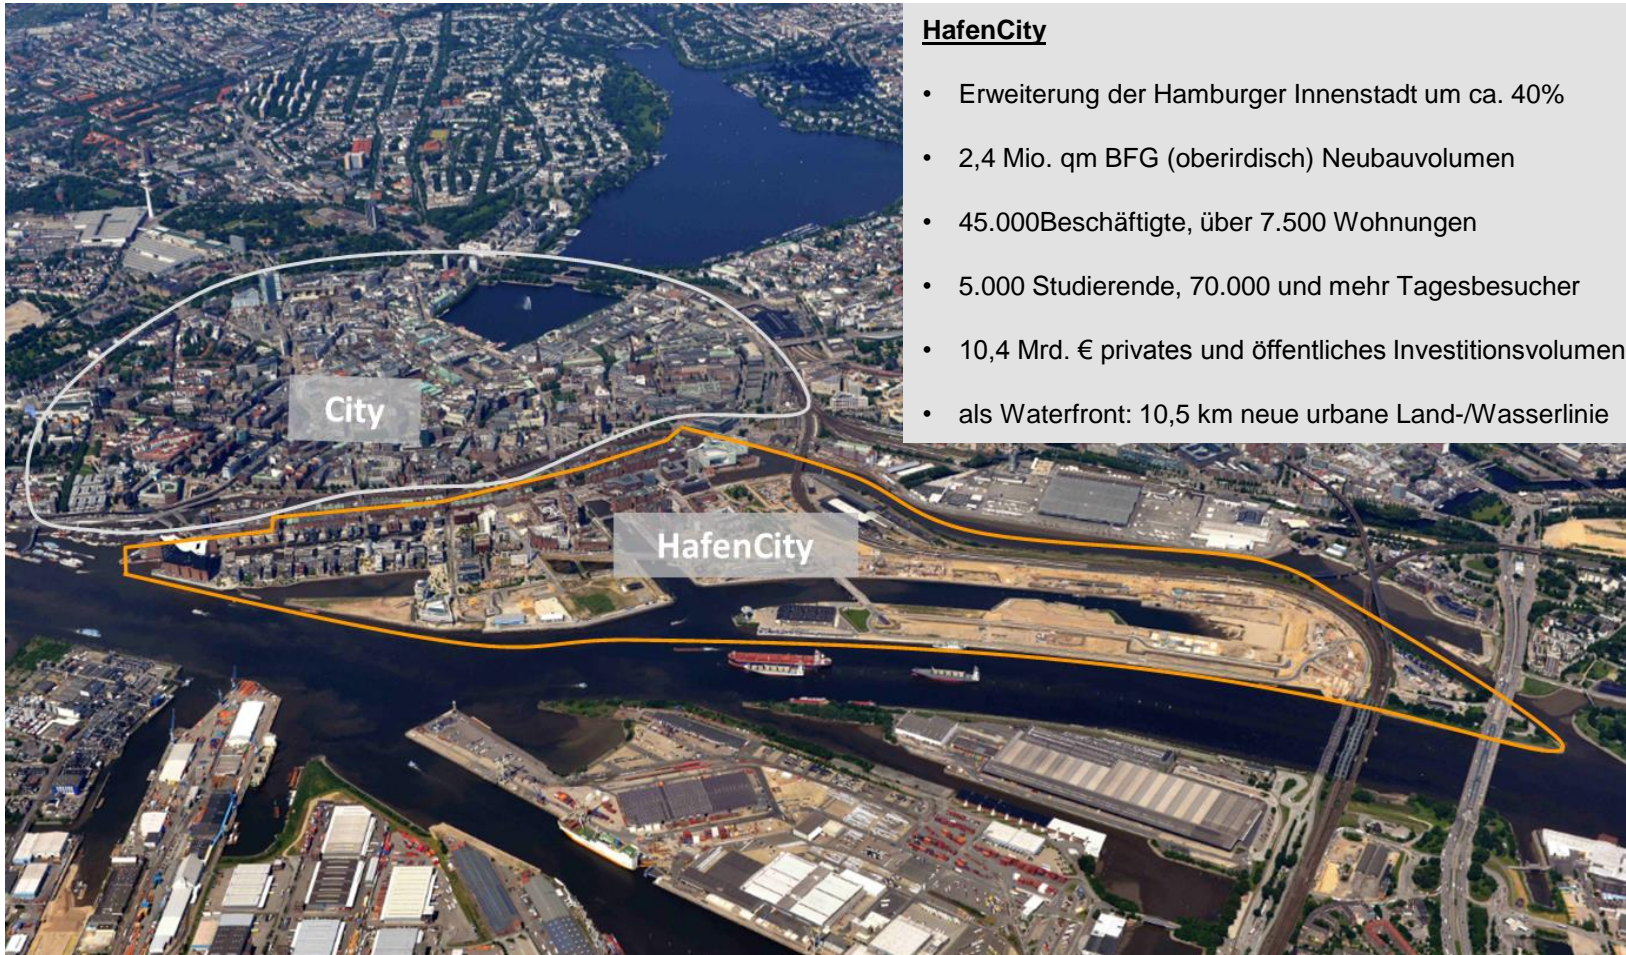 HafenCity
• Erweiterung der Hamburger Innenstadt um ca. 40%
• 2,4 Mio. qm BFG (oberirdisch) Neubauvolumen
• 45.000Beschäftigte, über 7.500 Wohnungen
• 5.000 Studierende, 70.000 und mehr Tagesbesucher
• 10,4 Mrd. € privates und öffentliches Investitionsvolumen
• als Waterfront: 10,5 km neue urbane Land-/Wasserlinie
City
HafenCity